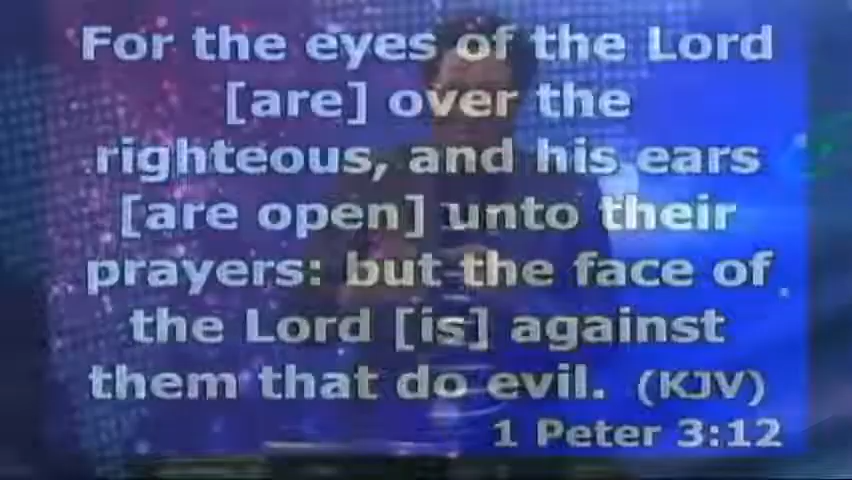 For the eyes of the Lord
[are] over the
righteous, and his ears
[are open] unto their
prayers: but the face of
the Lord [is] against
them that do evil. (KJV)
1 Peter 3:12